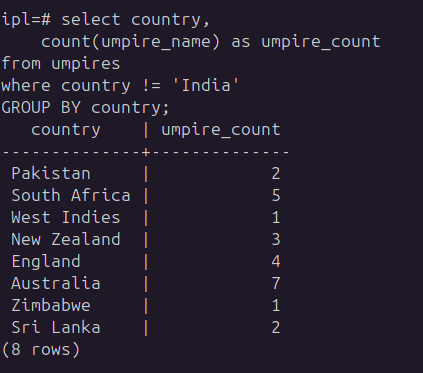 ipl=# select country,
    count(umpire_name) as umpire_count
from umpires
where country != 'India'
GROUP BY country;
   country    | umpire_count
--------------+--------------
 Pakistan     |            2
 South Africa |            5
 West Indies  |            1
 New Zealand  |            3
 England      |            4
 Australia    |            7
 Zimbabwe     |            1
 Sri Lanka    |            2
(8 rows)